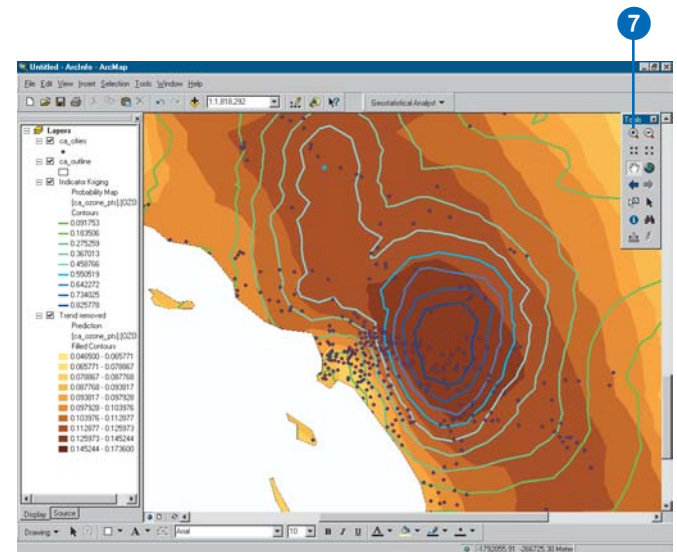 7
Untitled - ArcInfo - ArcMap
File Edit View Insert Selection Tools Window Help
1:1,818,292
Geostatistical Analyst
Tools
Layers
ca_cities
ca_outline
Indicator Kriging
Probability Map
[ca_ozone_pts].[OZO
Contours
0.091753
0.183506
0.275259
0.367013
0.458766
0.550519
0.642272
0.734025
0.825778
Trend removed
Prediction
[ca_ozone_pts].[OZO
Filled Contours
0.046500 - 0.065771
0.065771 - 0.078867
0.078867 - 0.087768
0.087768 - 0.093817
0.093817 - 0.097928
0.097928 - 0.103976
0.103976 - 0.112877
0.112877 - 0.125973
0.125973 - 0.145244
0.145244 - 0.173600
Display Source
Drawing A Arial 10 B I U A
-1792055.91 -266725.30 Meter